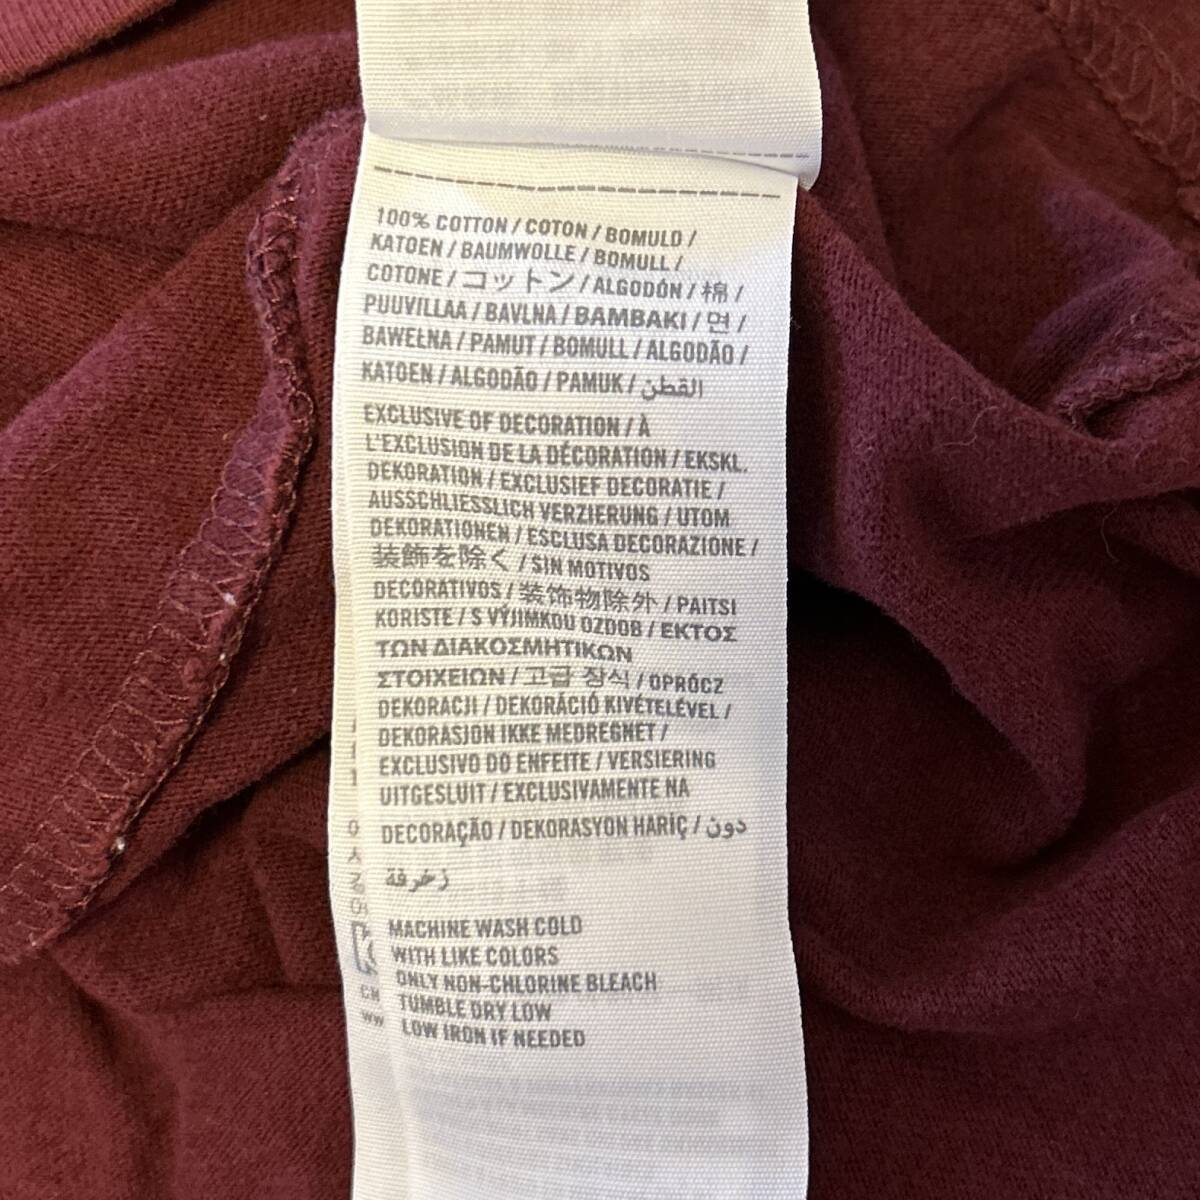 100% COTTON / COTON / BOMULD /
KATOEN / BAUMWOLLE / BOMULL /
COTONE / コットン / ALGODÓN / 棉 /
PUUVILLAA / BAVLNA / BAMBAKI / 면 /
BAWEŁNA / PAMUT / BOMULL / ALGODÃO /
KATOEN / ALGODÃO / PAMUK / القطن
EXCLUSIVE OF DECORATION / À
L'EXCLUSION DE LA DÉCORATION / EKSKL.
DEKORATION / EXCLUSIEF DECORATIE /
AUSSCHLIESSLICH VERZIERUNG / UTOM
DEKORATIONEN / ESCLUSA DECORAZIONE /
装飾を除く / SIN MOTIVOS
DECORATIVOS / 装饰物除外 / PAITSI
KORISTE / S VÝJIMKOU OZDOB / ΕΚΤΟΣ
ΤΩΝ ΔΙΑΚΟΣΜΗΤΙΚΩΝ
ΣΤΟΙΧΕΙΩΝ / 고급 장식 / OPRÓCZ
DEKORACJI / DEKORÁCIÓ KIVÉTELÉVEL /
DEKORASJON IKKE MEDREGNET /
EXCLUSIVO DO ENFEITE / VERSIERING
UITGESLUIT / EXCLUSIVAMENTE NA
DECORAÇÃO / DEKORASYON HARİÇ / دون
زخرفة
MACHINE WASH COLD
WITH LIKE COLORS
ONLY NON-CHLORINE BLEACH
TUMBLE DRY LOW
LOW IRON IF NEEDED